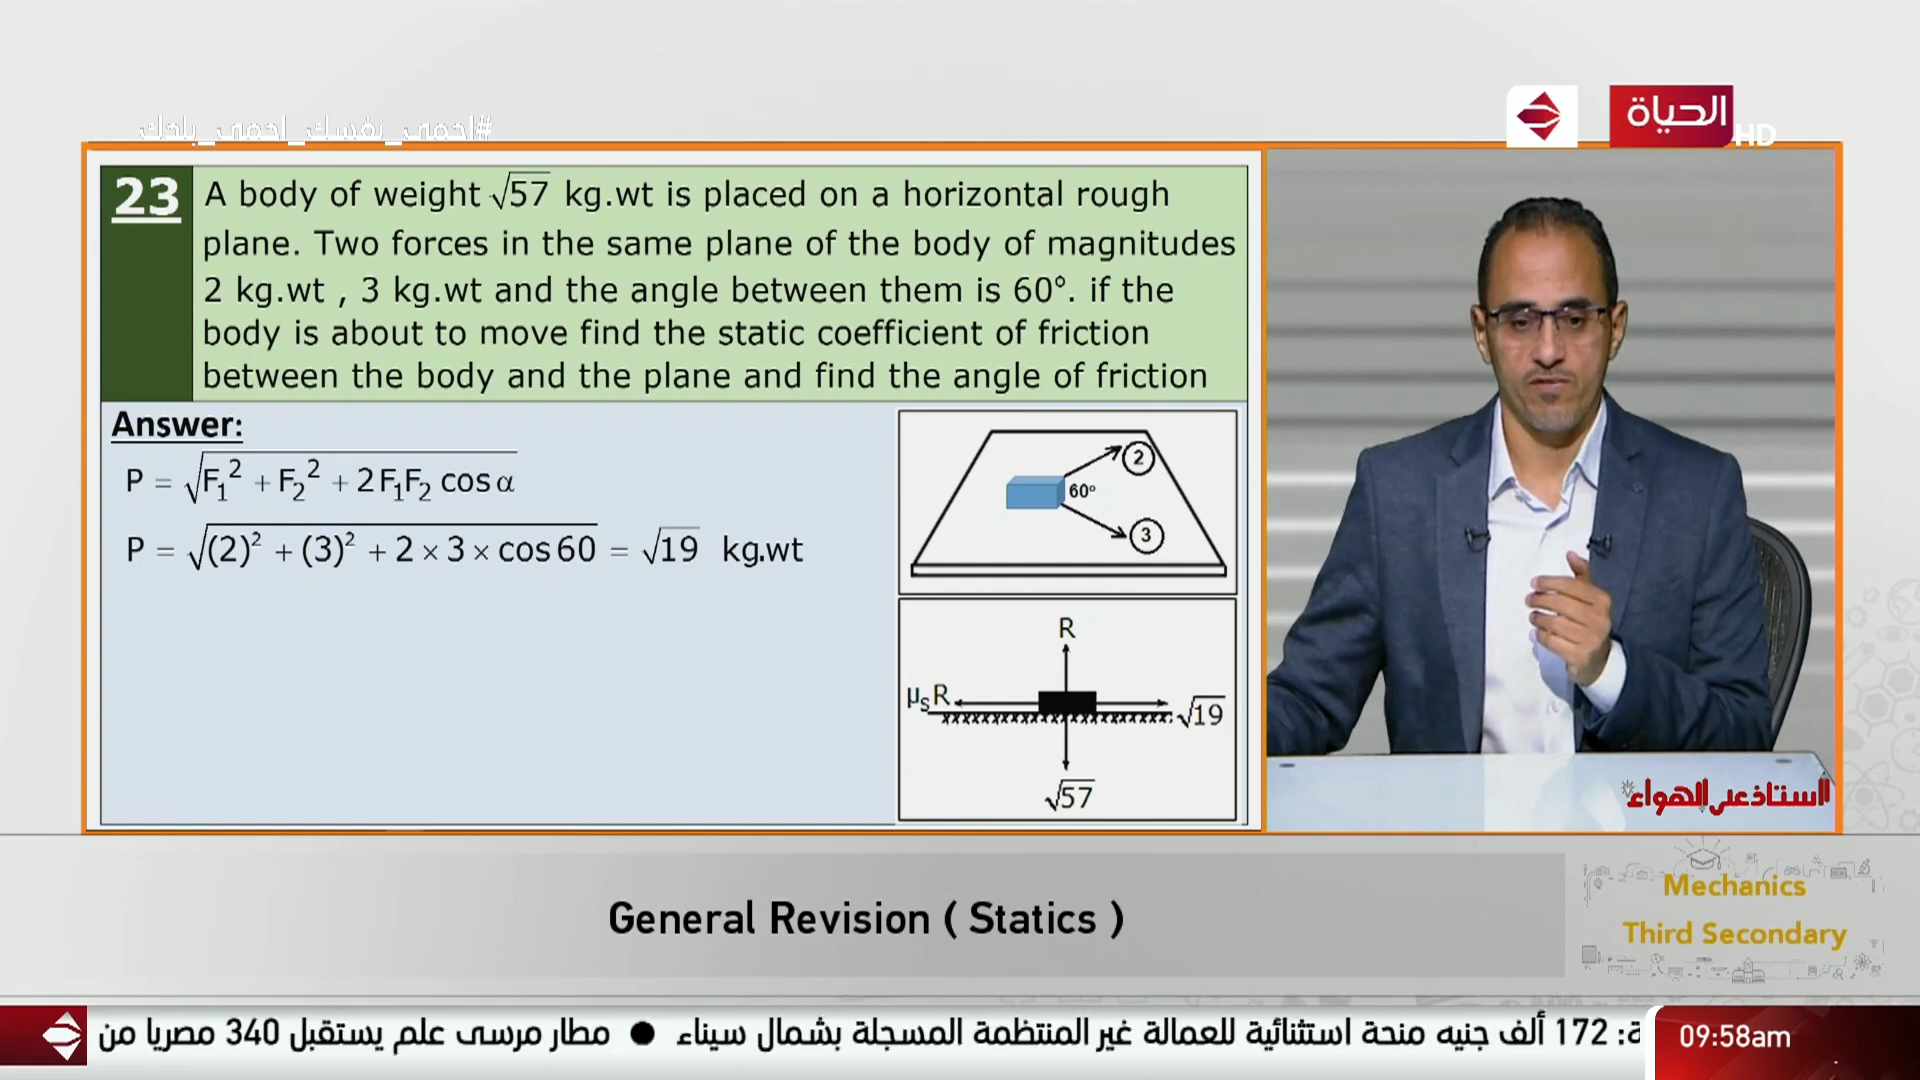 #احمي_نفسك_احمي_بلدك
الحياة
HD
23
A body of weight √57 kg.wt is placed on a horizontal rough
plane. Two forces in the same plane of the body of magnitudes
2 kg.wt , 3 kg.wt and the angle between them is 60°. if the
body is about to move find the static coefficient of friction
between the body and the plane and find the angle of friction
Answer:
P = √F₁² + F₂² + 2F₁F₂ cos α
P = √(2)² + (3)² + 2 × 3 × cos 60 = √19 kg.wt
2
60°
3
R
μₛR
√19
√57
أستاذ على الهواء
General Revision ( Statics )
Mechanics
Third Secondary
ة: 172 ألف جنيه منحة استثنائية للعمالة غير المنتظمة المسجلة بشمال سيناء ● مطار مرسى علم يستقبل 340 مصريا من
09:58am